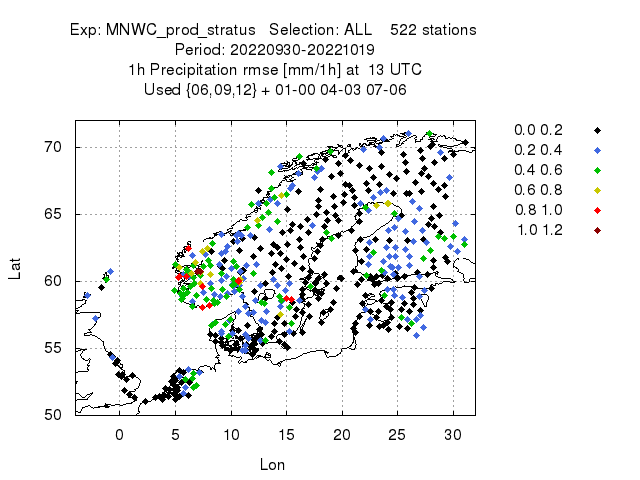 Exp: MNWC_prod_stratus   Selection: ALL    522 stations
Period: 20220930-20221019
1h Precipitation rmse [mm/1h] at  13 UTC
Used {06,09,12} + 01-00 04-03 07-06
0.0 0.2
0.2 0.4
0.4 0.6
0.6 0.8
0.8 1.0
1.0 1.2
70
65
60
55
50
Lat
0 5 10 15 20 25 30
Lon